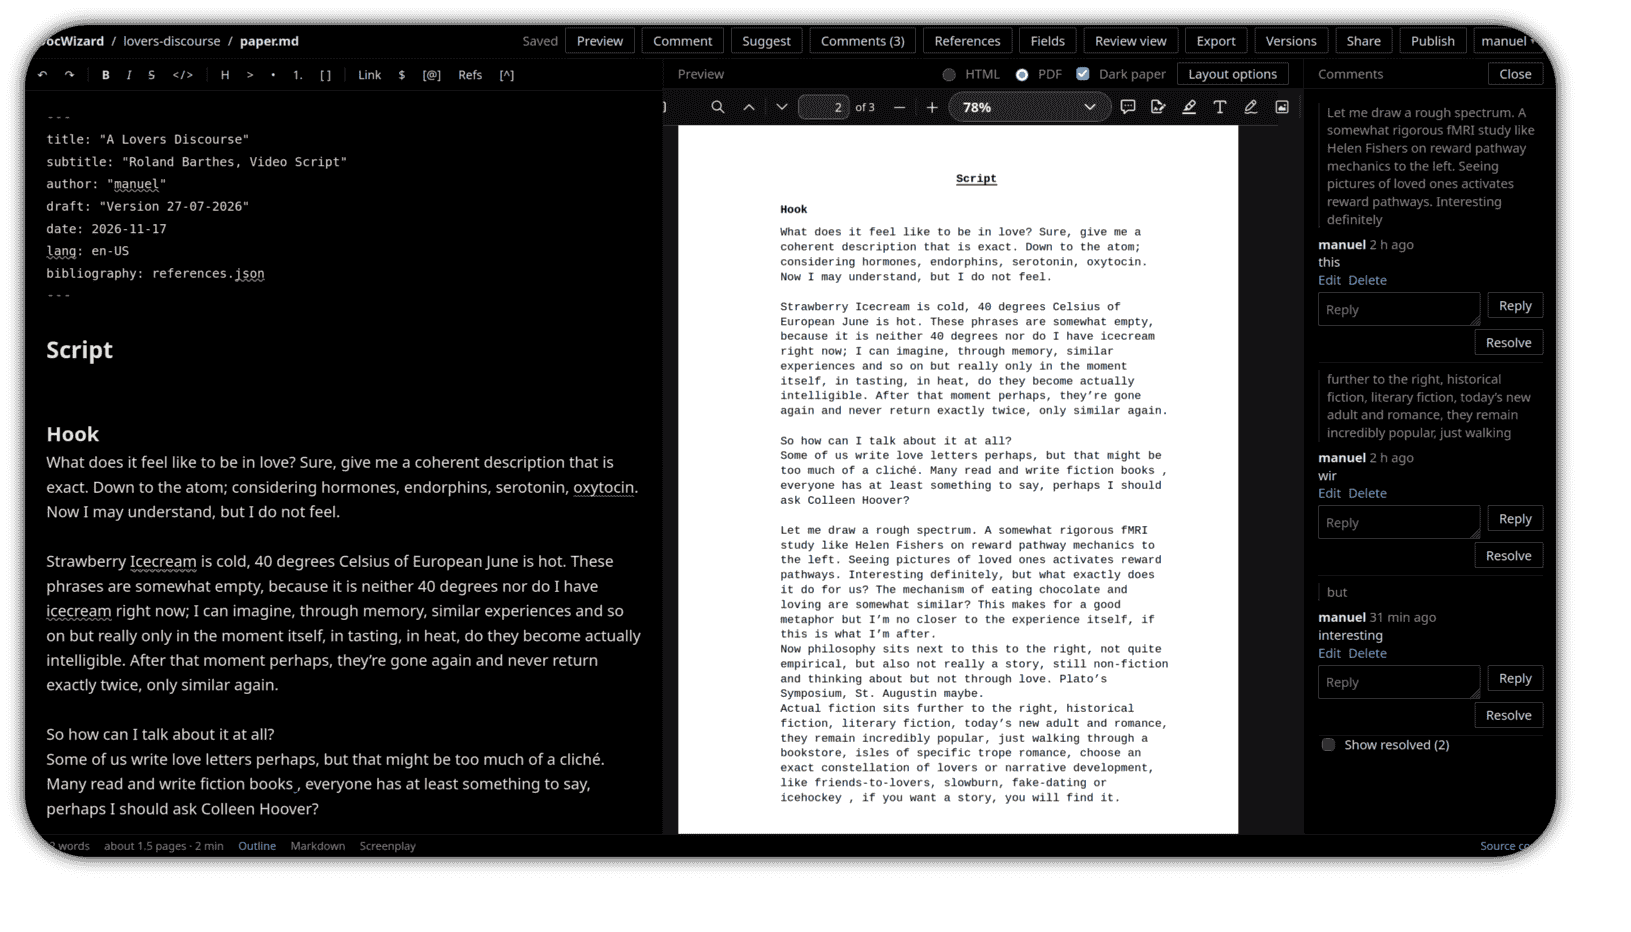 ocWizard / lovers-discourse / paper.md
Saved
Preview
Comment
Suggest
Comments (3)
References
Fields
Review view
Export
Versions
Share
Publish
manuel
B I S </> H > • 1. [ ] Link $ [@] Refs [^]
Preview
HTML
PDF
Dark paper
Layout options
Comments
Close
2 of 3
78%
---
title: "A Lovers Discourse"
subtitle: "Roland Barthes, Video Script"
author: "manuel"
draft: "Version 27-07-2026"
date: 2026-11-17
lang: en-US
bibliography: references.json
---
Script
Hook
What does it feel like to be in love? Sure, give me a coherent description that is
exact. Down to the atom; considering hormones, endorphins, serotonin, oxytocin.
Now I may understand, but I do not feel.
Strawberry Icecream is cold, 40 degrees Celsius of European June is hot. These
phrases are somewhat empty, because it is neither 40 degrees nor do I have
icecream right now; I can imagine, through memory, similar experiences and so
on but really only in the moment itself, in tasting, in heat, do they become actually
intelligible. After that moment perhaps, they’re gone again and never return
exactly twice, only similar again.
So how can I talk about it at all?
Some of us write love letters perhaps, but that might be too much of a cliché.
Many read and write fiction books , everyone has at least something to say,
perhaps I should ask Colleen Hoover?
Script
Hook
What does it feel like to be in love? Sure, give me a
coherent description that is exact. Down to the atom;
considering hormones, endorphins, serotonin, oxytocin.
Now I may understand, but I do not feel.
Strawberry Icecream is cold, 40 degrees Celsius of
European June is hot. These phrases are somewhat empty,
because it is neither 40 degrees nor do I have icecream
right now; I can imagine, through memory, similar
experiences and so on but really only in the moment
itself, in tasting, in heat, do they become actually
intelligible. After that moment perhaps, they’re gone
again and never return exactly twice, only similar again.
So how can I talk about it at all?
Some of us write love letters perhaps, but that might be
too much of a cliché. Many read and write fiction books ,
everyone has at least something to say, perhaps I should
ask Colleen Hoover?
Let me draw a rough spectrum. A somewhat rigorous fMRI
study like Helen Fishers on reward pathway mechanics to
the left. Seeing pictures of loved ones activates reward
pathways. Interesting definitely, but what exactly does
it do for us? The mechanism of eating chocolate and
loving are somewhat similar? This makes for a good
metaphor but I’m no closer to the experience itself, if
this is what I’m after.
Now philosophy sits next to this to the right, not quite
empirical, but also not really a story, still non-fiction
and thinking about but not through love. Plato’s
Symposium, St. Augustin maybe.
Actual fiction sits further to the right, historical
fiction, literary fiction, today’s new adult and romance,
they remain incredibly popular, just walking through a
bookstore, isles of specific trope romance, choose an
exact constellation of lovers or narrative development,
like friends-to-lovers, slowburn, fake-dating or
icehockey , if you want a story, you will find it.
Let me draw a rough spectrum. A
somewhat rigorous fMRI study like
Helen Fishers on reward pathway
mechanics to the left. Seeing
pictures of loved ones activates
reward pathways. Interesting
definitely
manuel 2 h ago
this
Edit Delete
Reply
Reply
Resolve
further to the right, historical
fiction, literary fiction, today’s new
adult and romance, they remain
incredibly popular, just walking
manuel 2 h ago
wir
Edit Delete
Reply
Reply
Resolve
but
manuel 31 min ago
interesting
Edit Delete
Reply
Reply
Resolve
Show resolved (2)
words
about 1.5 pages · 2 min
Outline
Markdown
Screenplay
Source